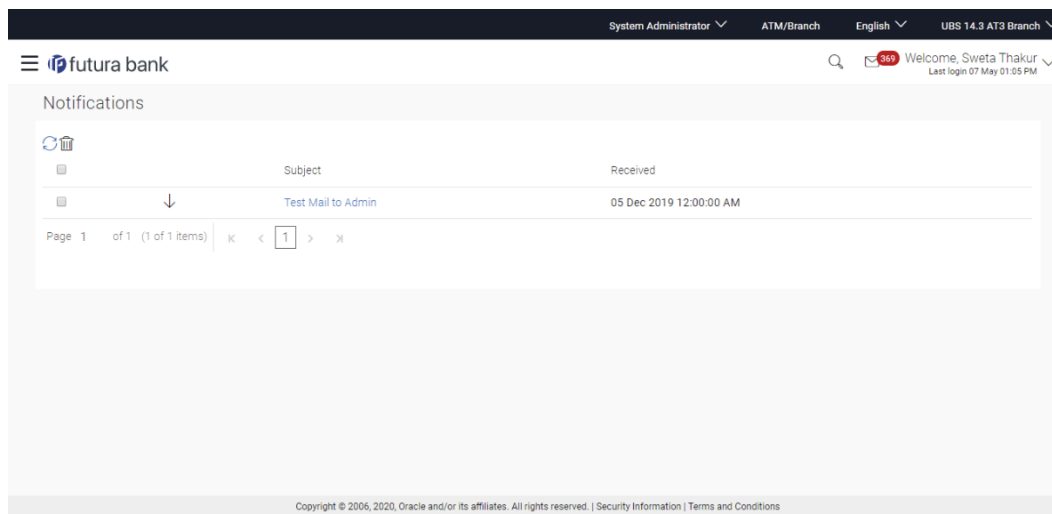 System Administrator ATM/Branch English UBS 14.3 AT3 Branch
futura bank 369 Welcome, Sweta Thakur
Last login 07 May 01:05 PM
Notifications
Subject Received
Test Mail to Admin 05 Dec 2019 12:00:00 AM
Page 1 of 1 (1 of 1 items) 1
Copyright © 2006, 2020, Oracle and/or its affiliates. All rights reserved. | Security Information | Terms and Conditions